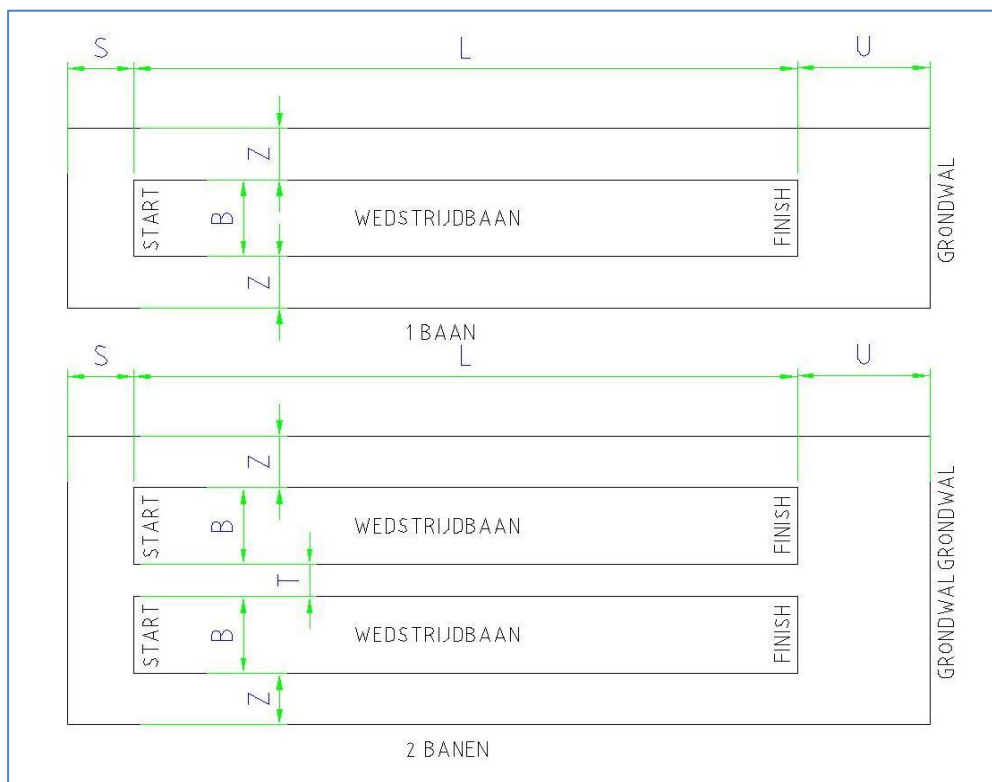 S L U
Z
START B WEDSTRIJDBAAN FINISH GRONDWAL
Z
1 BAAN
S L U
Z
START B WEDSTRIJDBAAN FINISH GRONDWAL
T
START B WEDSTRIJDBAAN FINISH GRONDWAL
Z
2 BANEN